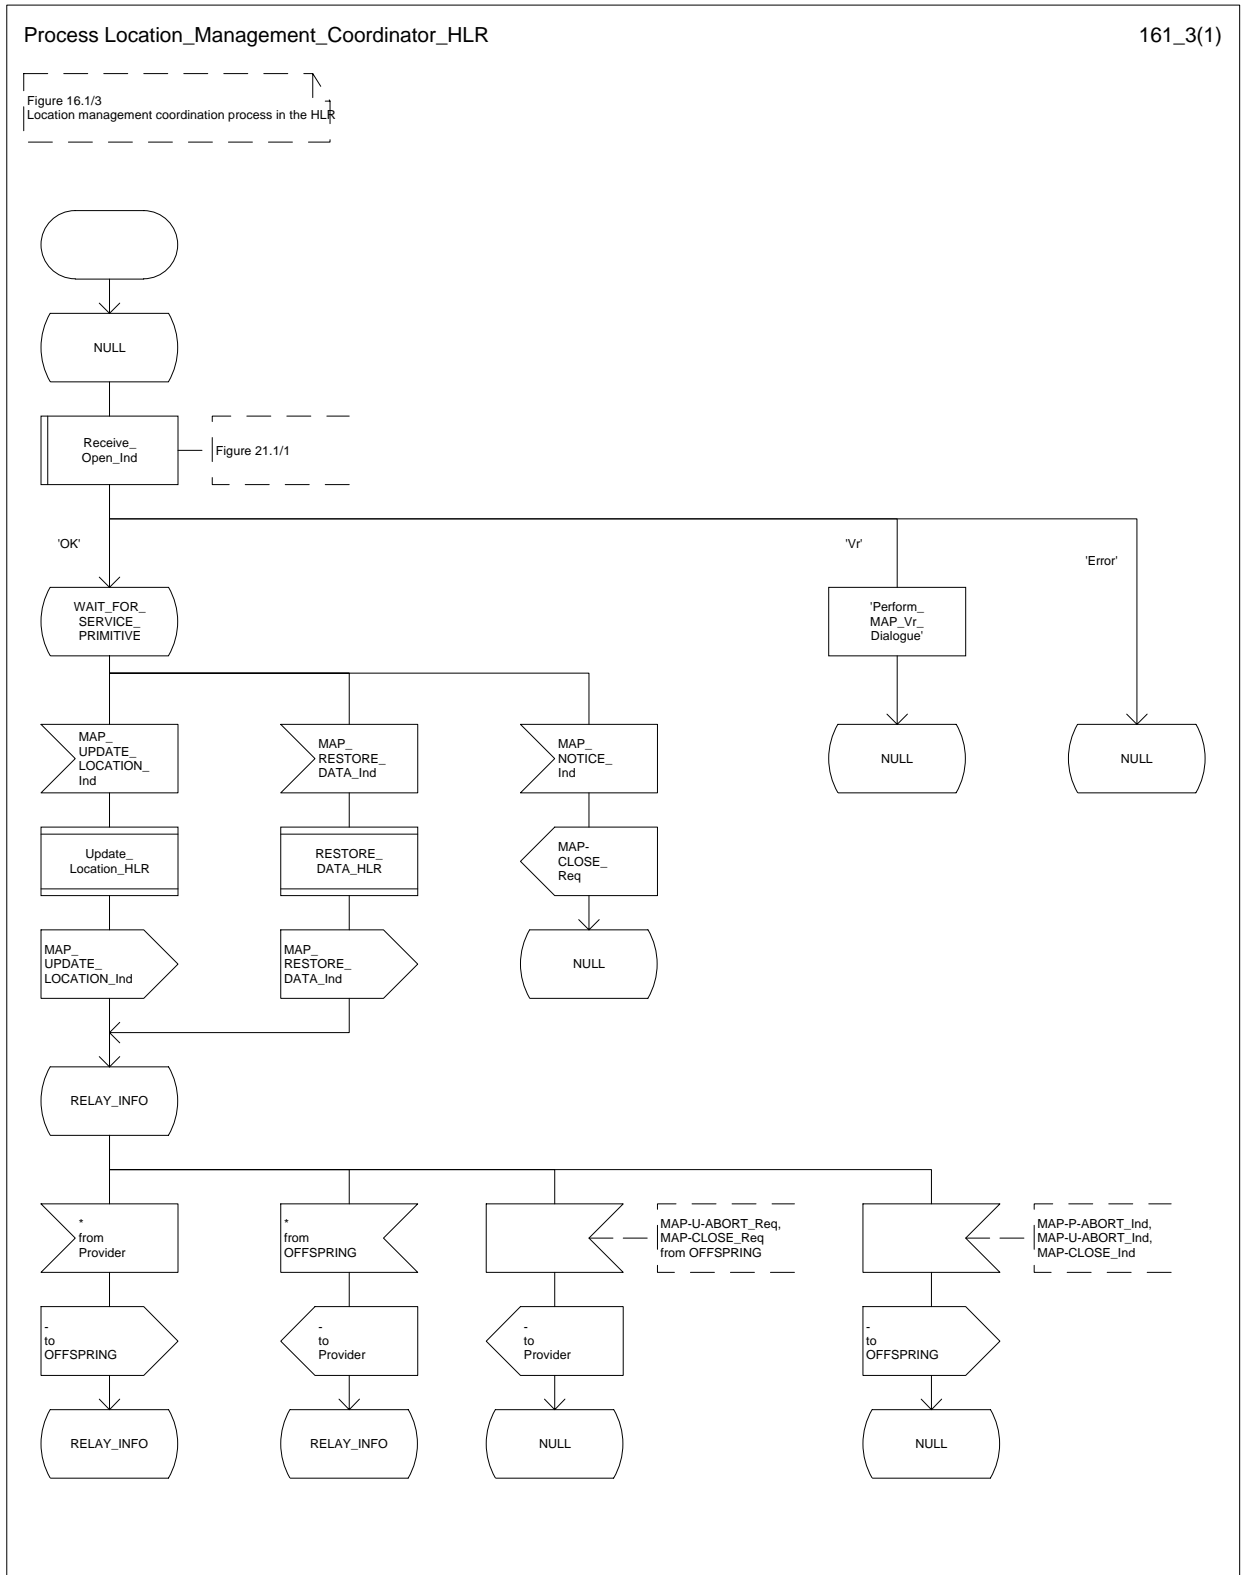 Process Location_Management_Coordinator_HLR
161_3(1)
Figure 16.1/3
Location management coordination process in the HLR
NULL
Receive_
Open_Ind
Figure 21.1/1
'OK'
'Vr'
'Error'
WAIT_FOR_
SERVICE_
PRIMITIVE
'Perform_
MAP_Vr_
Dialogue'
MAP_
UPDATE_
LOCATION_
Ind
MAP_
RESTORE_
DATA_Ind
MAP_
NOTICE_
Ind
NULL
NULL
Update_
Location_HLR
RESTORE_
DATA_HLR
MAP-
CLOSE_
Req
MAP_
UPDATE_
LOCATION_Ind
MAP_
RESTORE_
DATA_Ind
NULL
RELAY_INFO
*
from
Provider
*
from
OFFSPRING
MAP-U-ABORT_Req,
MAP-CLOSE_Req
from OFFSPRING
MAP-P-ABORT_Ind,
MAP-U-ABORT_Ind,
MAP-CLOSE_Ind
-
to
OFFSPRING
-
to
Provider
-
to
Provider
-
to
OFFSPRING
RELAY_INFO
RELAY_INFO
NULL
NULL